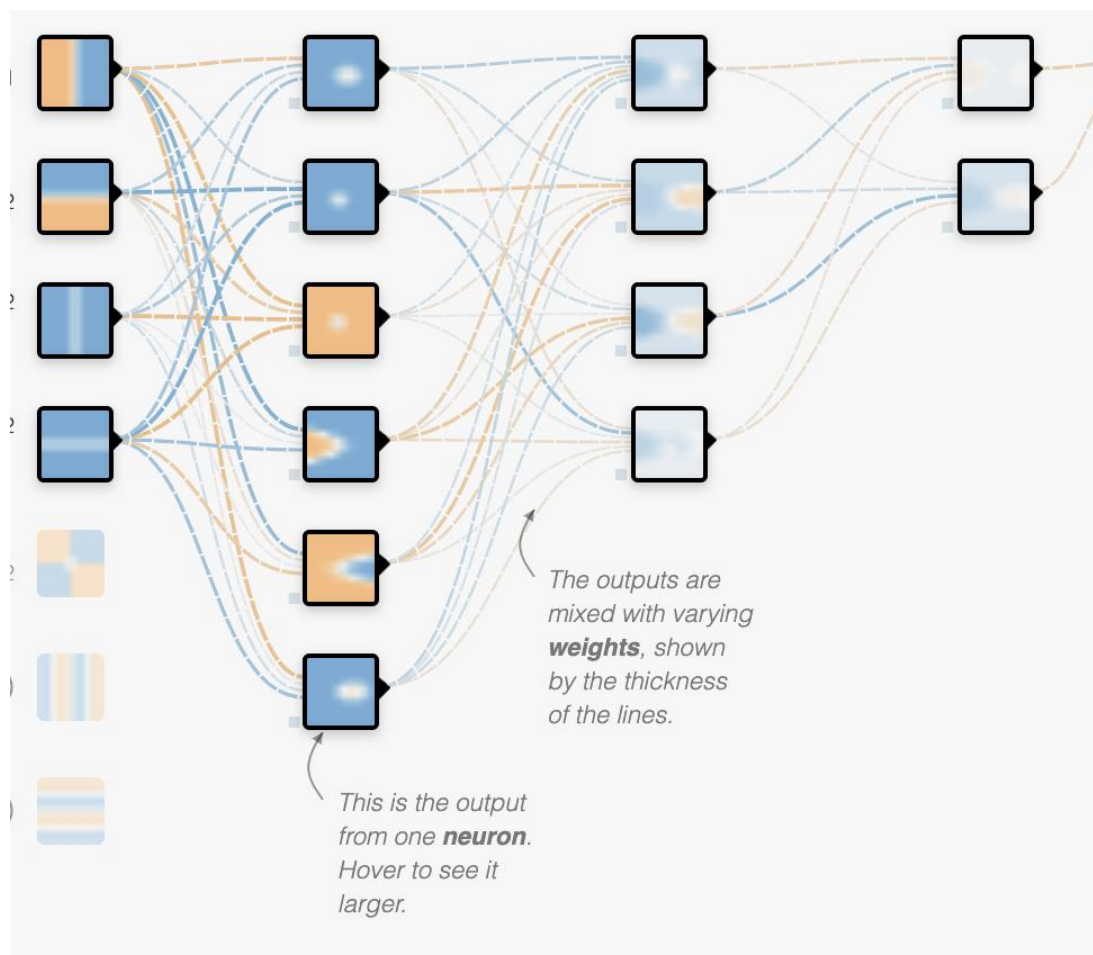 The outputs are
mixed with varying
weights, shown
by the thickness
of the lines.
This is the output
from one neuron.
Hover to see it
larger.